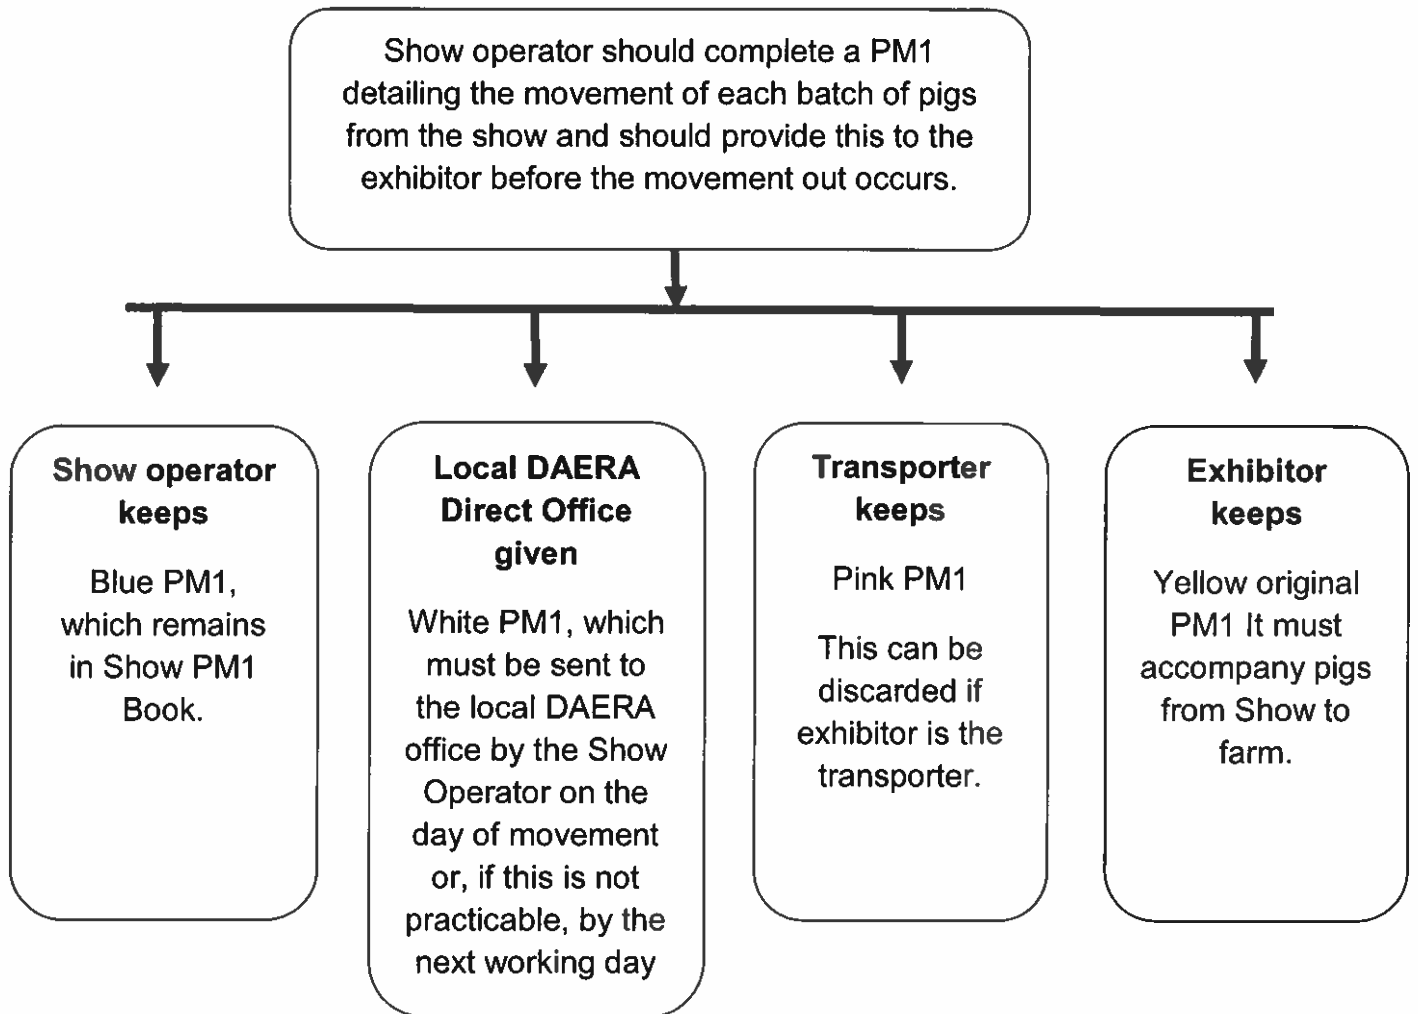 Show operator should complete a PM1
detailing the movement of each batch of pigs
from the show and should provide this to the
exhibitor before the movement out occurs.
Show operator
keeps
Blue PM1,
which remains
in Show PM1
Book.
Local DAERA
Direct Office
given
White PM1, which
must be sent to
the local DAERA
office by the Show
Operator on the
day of movement
or, if this is not
practicable, by the
next working day
Transporter
keeps
Pink PM1
This can be
discarded if
exhibitor is the
transporter.
Exhibitor
keeps
Yellow original
PM1 It must
accompany pigs
from Show to
farm.